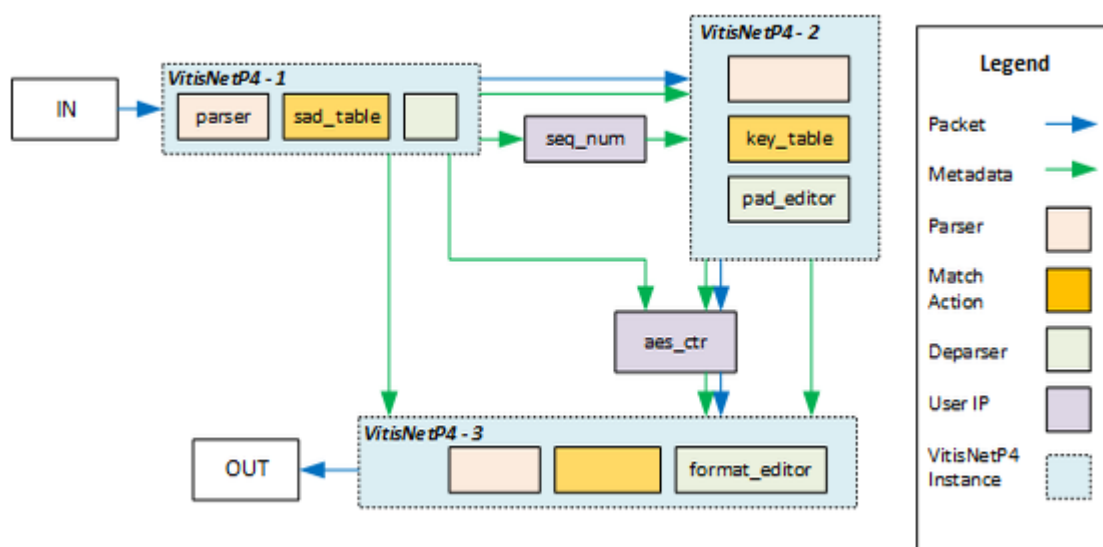 VitisNetP4 - 2
Legend
VitisNetP4 - 1
IN
parser
sad_table
Packet
seq_num
key_table
Metadata
pad_editor
Parser
Match
Action
aes_ctr
Deparser
User IP
VitisNetP4 - 3
OUT
format_editor
VitisNetP4
Instance